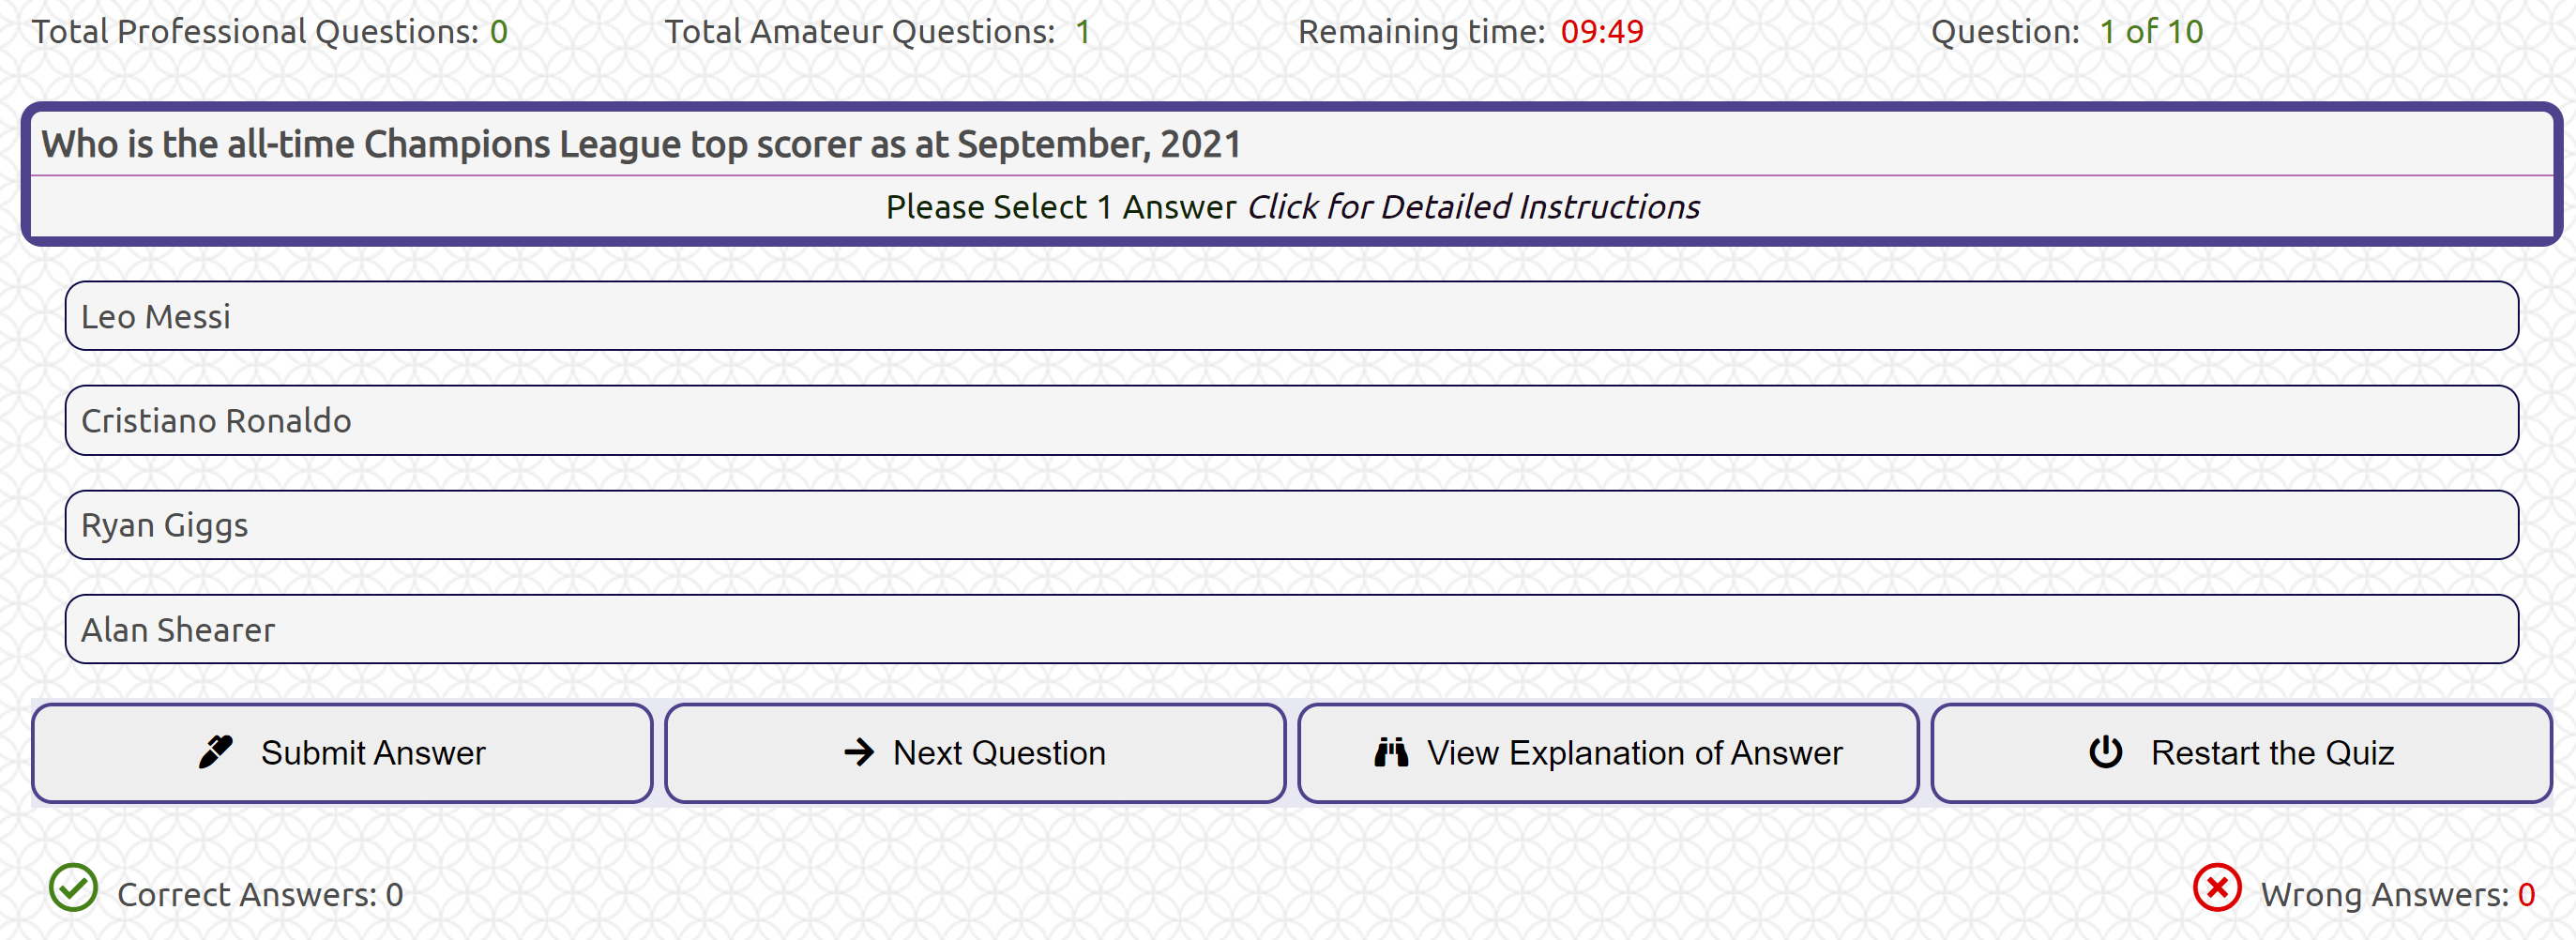 Total Professional Questions: 0 Total Amateur Questions: 1 Remaining time: 09:49 Question: 1 of 10
Who is the all-time Champions League top scorer as at September, 2021
Please Select 1 Answer Click for Detailed Instructions
Leo Messi
Cristiano Ronaldo
Ryan Giggs
Alan Shearer
Submit Answer Next Question View Explanation of Answer Restart the Quiz
Correct Answers: 0 Wrong Answers: 0